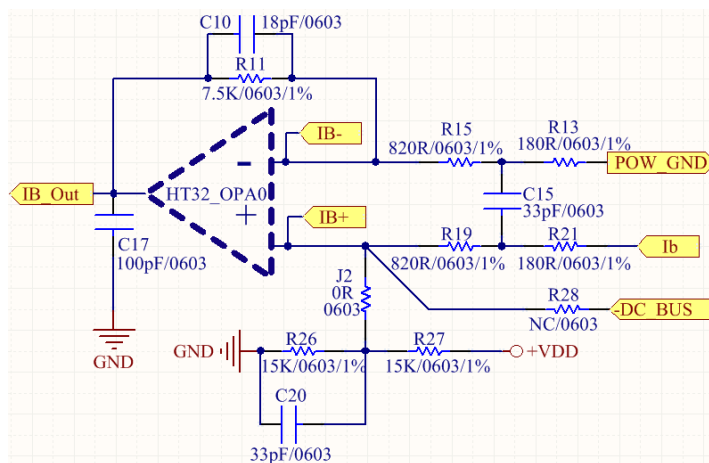 C10
18pF/0603
R11
7.5K/0603/1%
IB-
R15
820R/0603/1%
R13
180R/0603/1%
POW_GND
IB_Out
HT32_OPA0
-
+
IB+
C15
33pF/0603
C17
100pF/0603
R19
820R/0603/1%
R21
180R/0603/1%
Ib
J2
0R
0603
R28
NC/0603
-DC_BUS
GND
GND
R26
15K/0603/1%
R27
15K/0603/1%
+VDD
C20
33pF/0603